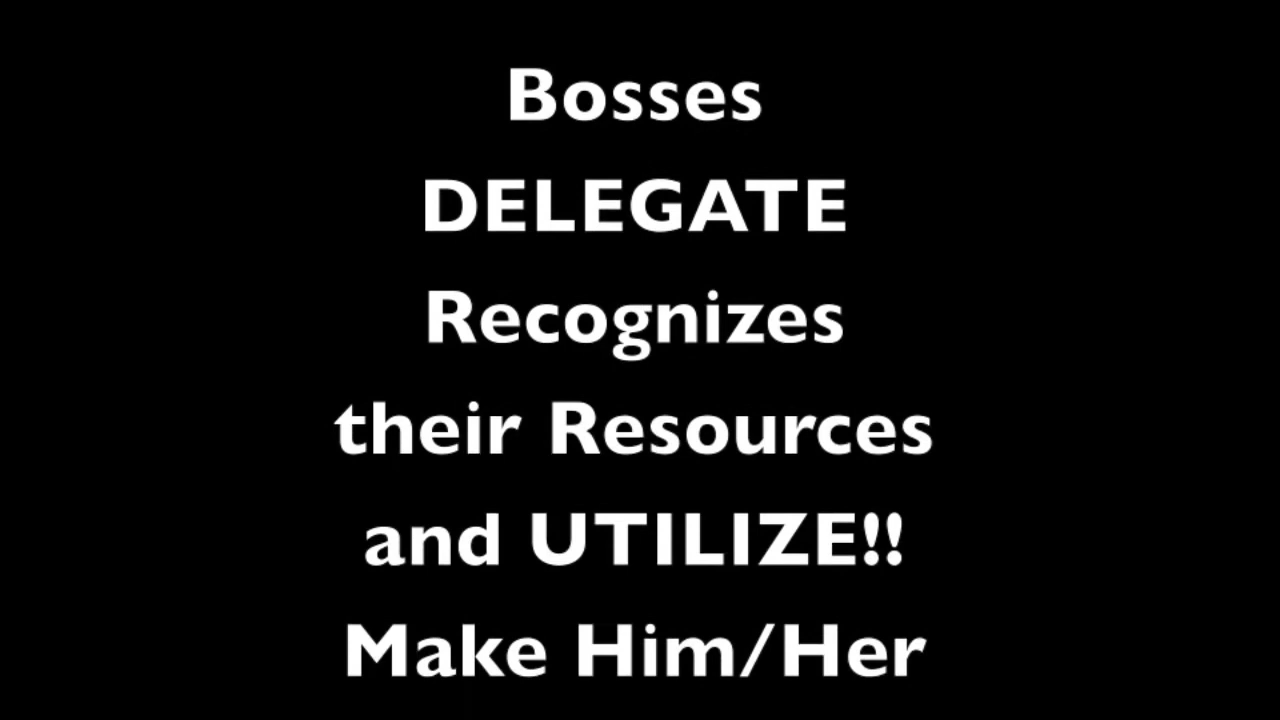 Bosses
DELEGATE
Recognizes
their Resources
and UTILIZE!!
Make Him/Her